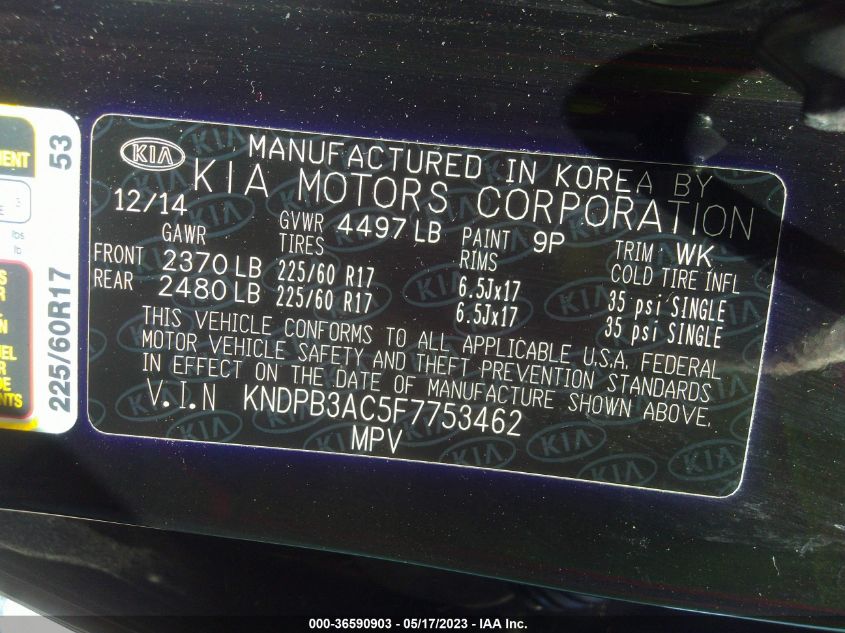 KIA
MANUFACTURED IN KOREA BY
KIA MOTORS CORPORATION
12/14 GVWR 4497 LB PAINT 9P TRIM WK
GAWR TIRES RIMS COLD TIRE INFL
FRONT 2370 LB 225/60 R17 6.5Jx17 35 psi SINGLE
REAR 2480 LB 225/60 R17 6.5Jx17 35 psi SINGLE
THIS VEHICLE CONFORMS TO ALL APPLICABLE U.S.A. FEDERAL
MOTOR VEHICLE SAFETY AND THEFT PREVENTION STANDARDS
IN EFFECT ON THE DATE OF MANUFACTURE SHOWN ABOVE.
V.I.N KNDPB3AC5F7753462
MPV
53
225/60R17
000-36590903 - 05/17/2023 - IAA Inc.